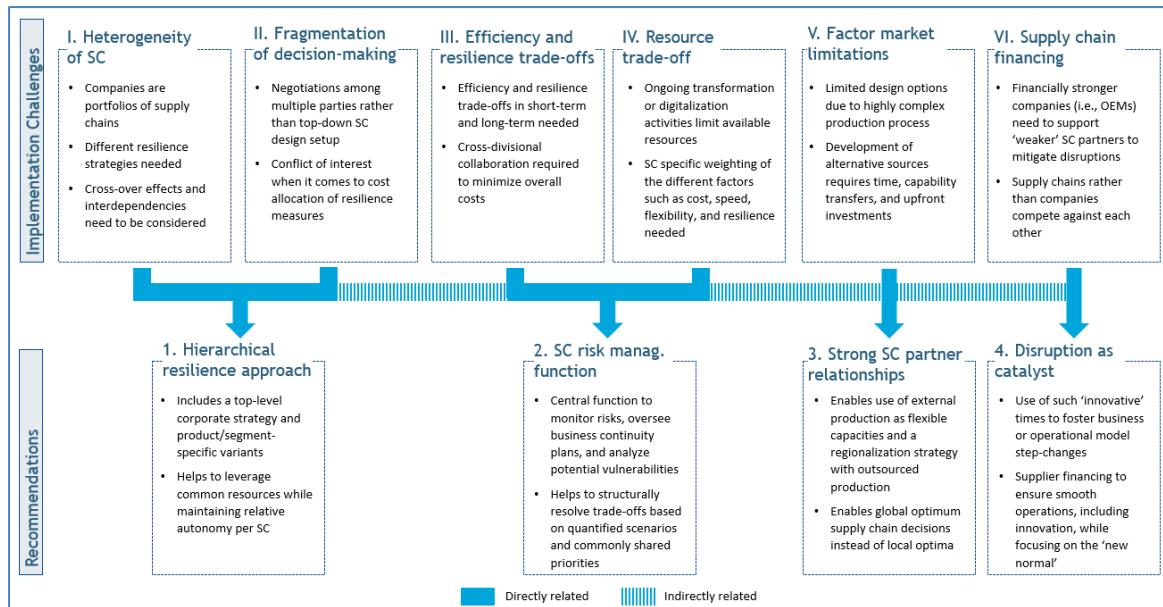 Implementation Challenges
I. Heterogeneity
of SC
• Companies are
portfolios of supply
chains
• Different resilience
strategies needed
• Cross-over effects and
interdependencies
need to be considered
II. Fragmentation
of decision-making
• Negotiations among
multiple parties rather
than top-down SC
design setup
• Conflict of interest
when it comes to cost
allocation of resilience
measures
III. Efficiency and
resilience trade-offs
• Efficiency and resilience
trade-offs in short-term
and long-term needed
• Cross-divisional
collaboration required
to minimize overall
costs
IV. Resource
trade-off
• Ongoing transformation
or digitalization
activities limit available
resources
• SC specific weighting of
the different factors
such as cost, speed,
flexibility, and resilience
needed
V. Factor market
limitations
• Limited design options
due to highly complex
production process
• Development of
alternative sources
requires time, capability
transfers, and upfront
investments
VI. Supply chain
financing
• Financially stronger
companies (i.e., OEMs)
need to support
‘weaker’ SC partners to
mitigate disruptions
• Supply chains rather
than companies
compete against each
other
Recommendations
1. Hierarchical
resilience approach
• Includes a top-level
corporate strategy and
product/segment-
specific variants
• Helps to leverage
common resources while
maintaining relative
autonomy per SC
2. SC risk manag.
function
• Central function to
monitor risks, oversee
business continuity
plans, and analyze
potential vulnerabilities
• Helps to structurally
resolve trade-offs based
on quantified scenarios
and commonly shared
priorities
3. Strong SC partner
relationships
• Enables use of external
production as flexible
capacities and a
regionalization strategy
with outsourced
production
• Enables global optimum
supply chain decisions
instead of local optima
4. Disruption as
catalyst
• Use of such ‘innovative’
times to foster business
or operational model
step-changes
• Supplier financing to
ensure smooth
operations, including
innovation, while
focusing on the ‘new
normal’
Directly related
Indirectly related